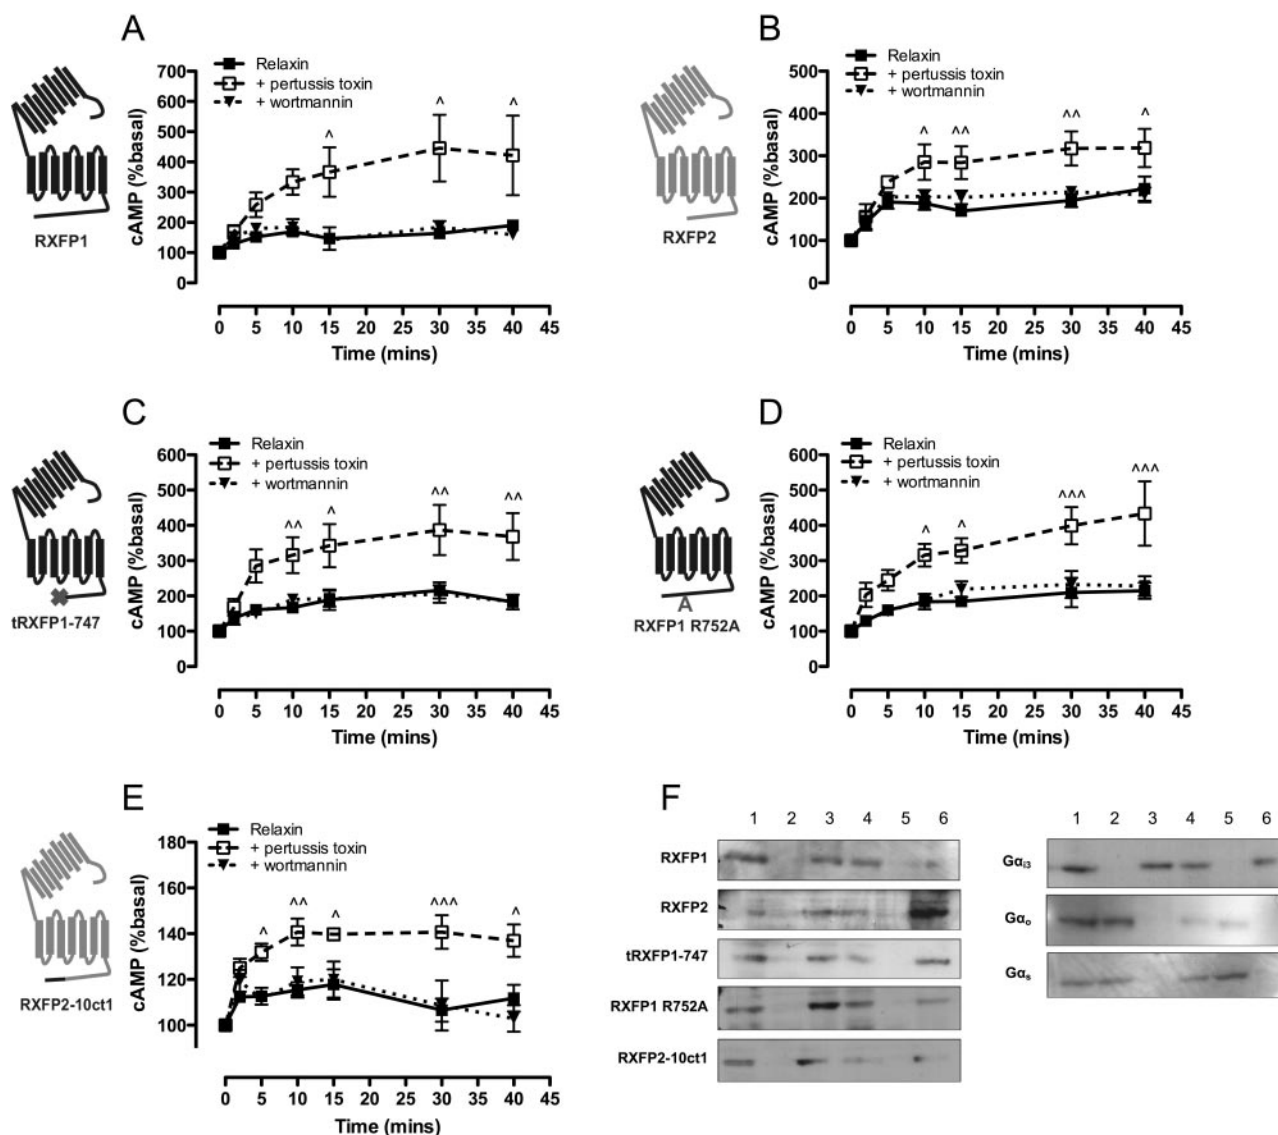 A
Relaxin
+ pertussis toxin
+ wortmannin
700
600
500
400
300
200
100
0
cAMP (%basal)
0 5 10 15 20 25 30 35 40 45
Time (mins)
^ ^ ^
RXFP1
B
Relaxin
+ pertussis toxin
+ wortmannin
500
400
300
200
100
0
cAMP (%basal)
0 5 10 15 20 25 30 35 40 45
Time (mins)
^ ^^ ^^ ^
RXFP2
C
Relaxin
+ pertussis toxin
+ wortmannin
600
500
400
300
200
100
0
cAMP (%basal)
0 5 10 15 20 25 30 35 40 45
Time (mins)
^^ ^ ^^ ^^
tRXFP1-747
D
Relaxin
+ pertussis toxin
+ wortmannin
600
500
400
300
200
100
0
cAMP (%basal)
0 5 10 15 20 25 30 35 40 45
Time (mins)
^ ^ ^^^ ^^^
A
RXFP1 R752A
E
Relaxin
+ pertussis toxin
+ wortmannin
180
160
140
120
100
cAMP (%basal)
0 5 10 15 20 25 30 35 40 45
Time (mins)
^ ^^ ^ ^^^ ^
RXFP2-10ct1
F
1 2 3 4 5 6
RXFP1
RXFP2
tRXFP1-747
RXFP1 R752A
RXFP2-10ct1
1 2 3 4 5 6
Gαi3
Gαo
Gαs